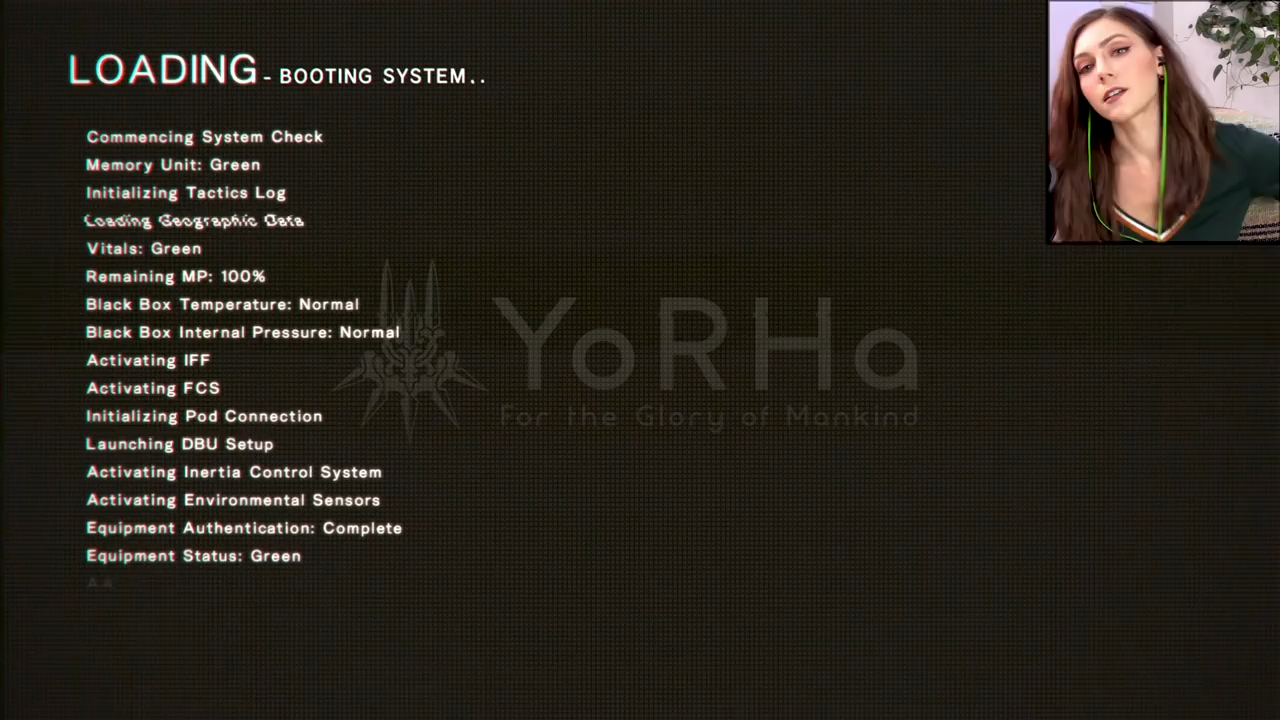 LOADING - BOOTING SYSTEM..
Commencing System Check
Memory Unit: Green
Initializing Tactics Log
Loading Geographic Data
Vitals: Green
Remaining MP: 100%
Black Box Temperature: Normal
Black Box Internal Pressure: Normal
Activating IFF
Activating FCS
Initializing Pod Connection
Launching DBU Setup
Activating Inertia Control System
Activating Environmental Sensors
Equipment Authentication: Complete
Equipment Status: Green
YoRHa
For the Glory of Mankind